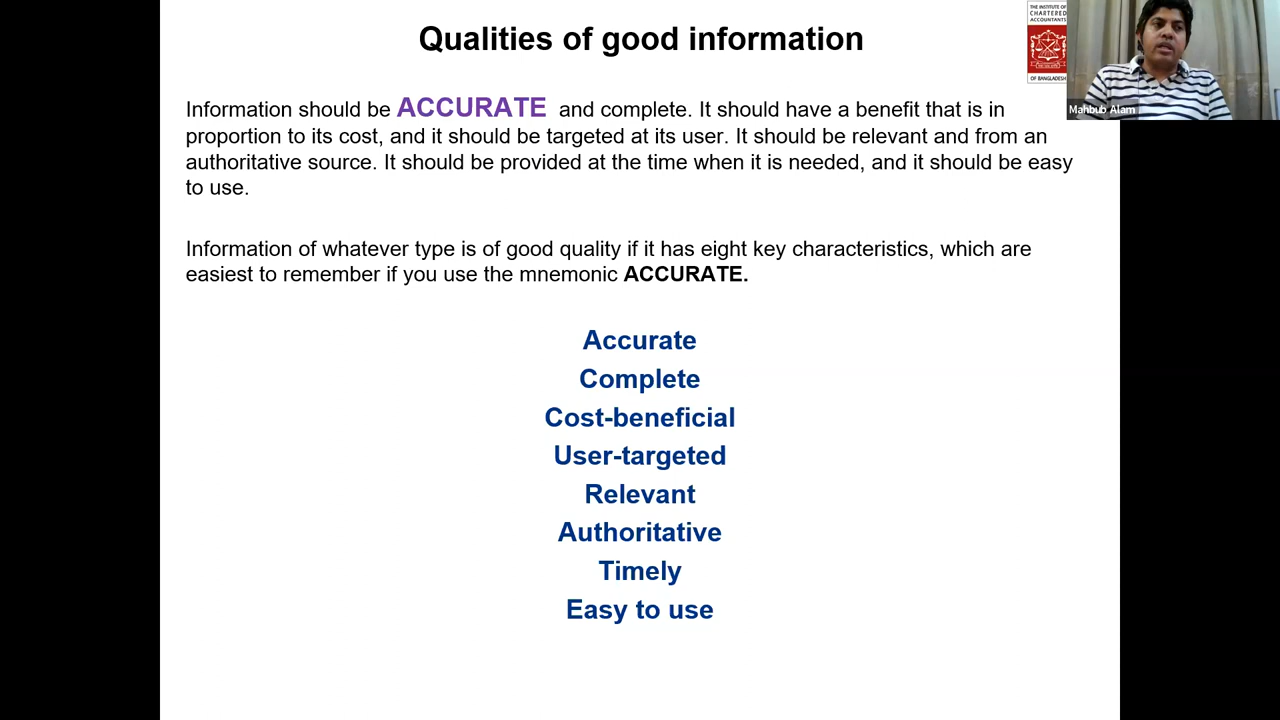 Qualities of good information
THE INSTITUTE OF
CHARTERED
ACCOUNTANTS
OF BANGLADESH
Mahbub Alam
Information should be ACCURATE and complete. It should have a benefit that is in
proportion to its cost, and it should be targeted at its user. It should be relevant and from an
authoritative source. It should be provided at the time when it is needed, and it should be easy
to use.
Information of whatever type is of good quality if it has eight key characteristics, which are
easiest to remember if you use the mnemonic ACCURATE.
Accurate
Complete
Cost-beneficial
User-targeted
Relevant
Authoritative
Timely
Easy to use